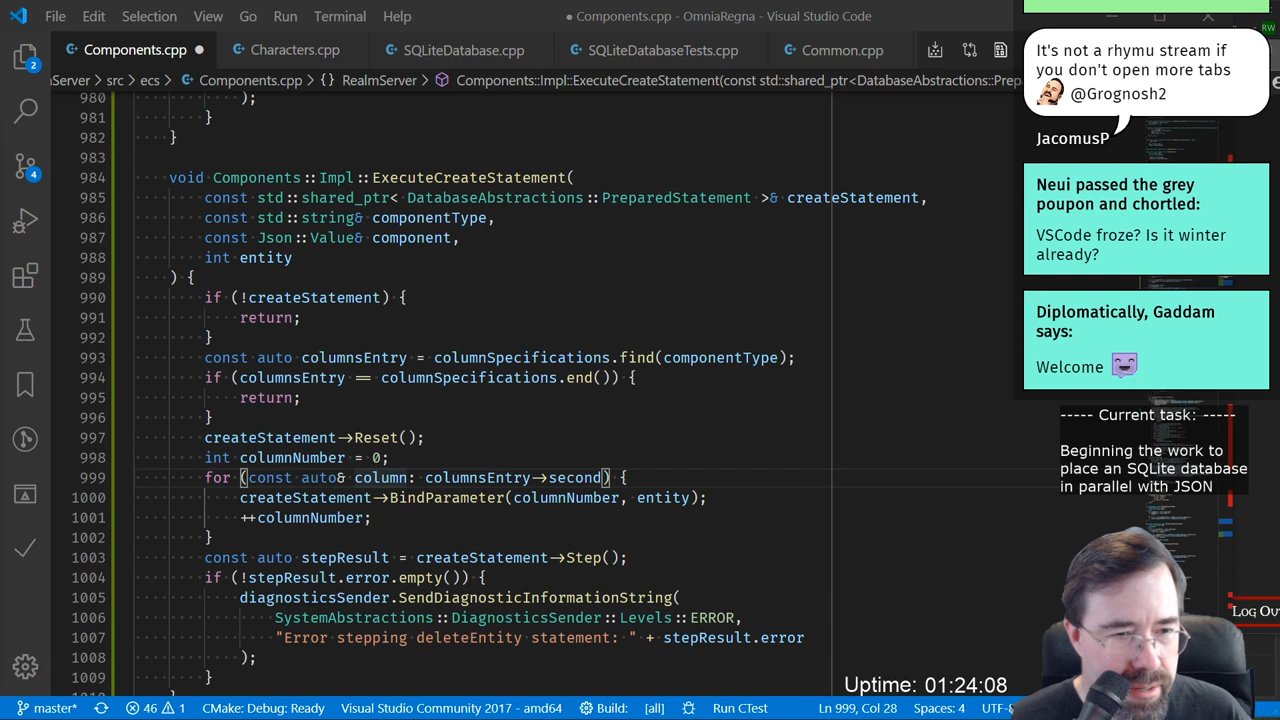 File Edit Selection View Go Run Terminal Help
● Components.cpp - OmniaRegna - Visual Studio Code
Components.cpp ● Characters.cpp SQLiteDatabase.cpp SQLiteDatabaseTests.cpp Common.cpp
mServer > src > ecs > Components.cpp > {} RealmServer > Components::Impl::ExecuteCreateStatement(const std::shared_ptr<DatabaseAbstractions::Prep
980 );
981 }
982 }
983
984 void Components::Impl::ExecuteCreateStatement(
985 const std::shared_ptr< DatabaseAbstractions::PreparedStatement >& createStatement,
986 const std::string& componentType,
987 const Json::Value& component,
988 int entity
989 ) {
990 if (!createStatement) {
991 return;
992 }
993 const auto columnsEntry = columnSpecifications.find(componentType);
994 if (columnsEntry == columnSpecifications.end()) {
995 return;
996 }
997 createStatement->Reset();
998 int columnNumber = 0;
999 for (const auto& column: columnsEntry->second) {
1000 createStatement->BindParameter(columnNumber, entity);
1001 ++columnNumber;
1002 }
1003 const auto stepResult = createStatement->Step();
1004 if (!stepResult.error.empty()) {
1005 diagnosticsSender.SendDiagnosticInformationString(
1006 SystemAbstractions::DiagnosticsSender::Levels::ERROR,
1007 "Error stepping deleteEntity statement: " + stepResult.error
1008 );
1009 }
2
4
It's not a rhymu stream if
you don't open more tabs
@Grognosh2
JacomusP
Neui passed the grey
poupon and chortled:
VSCode froze? Is it winter
already?
Diplomatically, Gaddam
says:
Welcome
----- Current task: -----
Beginning the work to
place an SQLite database
in parallel with JSON
RW
Log Ou
Uptime: 01:24:08
master* 46 1 CMake: Debug: Ready Visual Studio Community 2017 - amd64 Build: [all] Run CTest Ln 999, Col 28 Spaces: 4 UTF-8